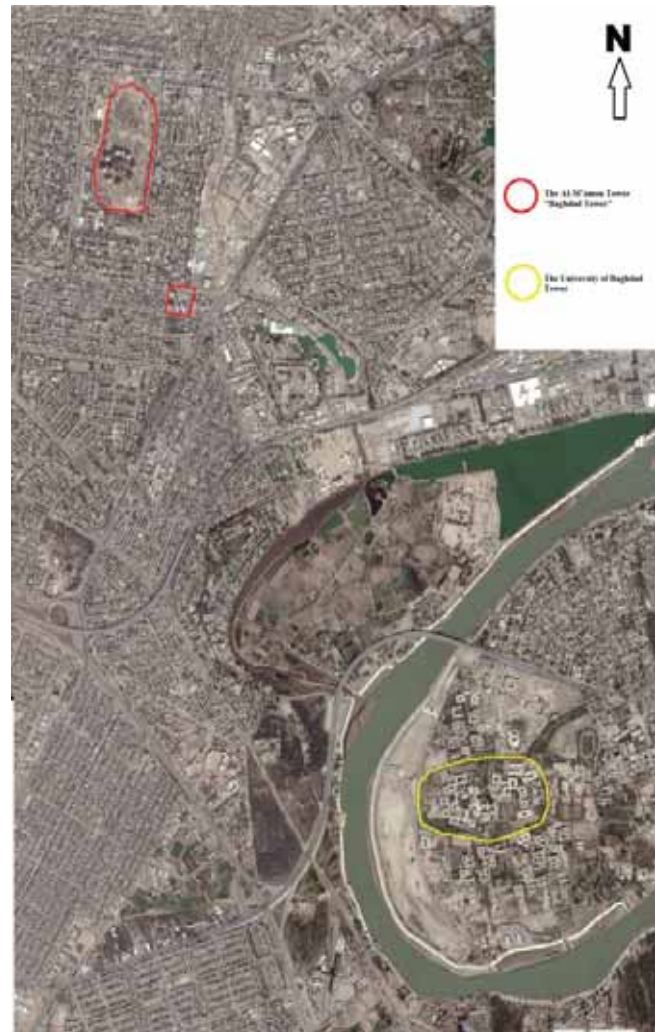 N
The Al-M'amon Tower
"Baghdad Tower"
The University of Baghdad
Tower